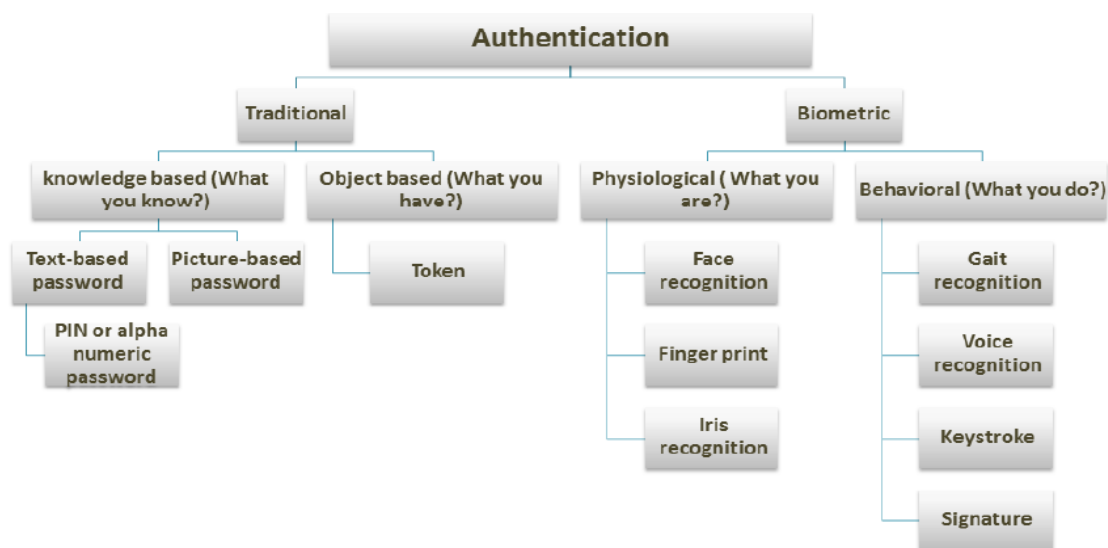 Authentication
Traditional
Biometric
knowledge based (What
you know?)
Object based (What you
have?)
Physiological ( What you
are?)
Behavioral (What you do?)
Text-based
password
Picture-based
password
Token
Face
recognition
Gait
recognition
PIN or alpha
numeric
password
Finger print
Voice
recognition
Iris
recognition
Keystroke
Signature